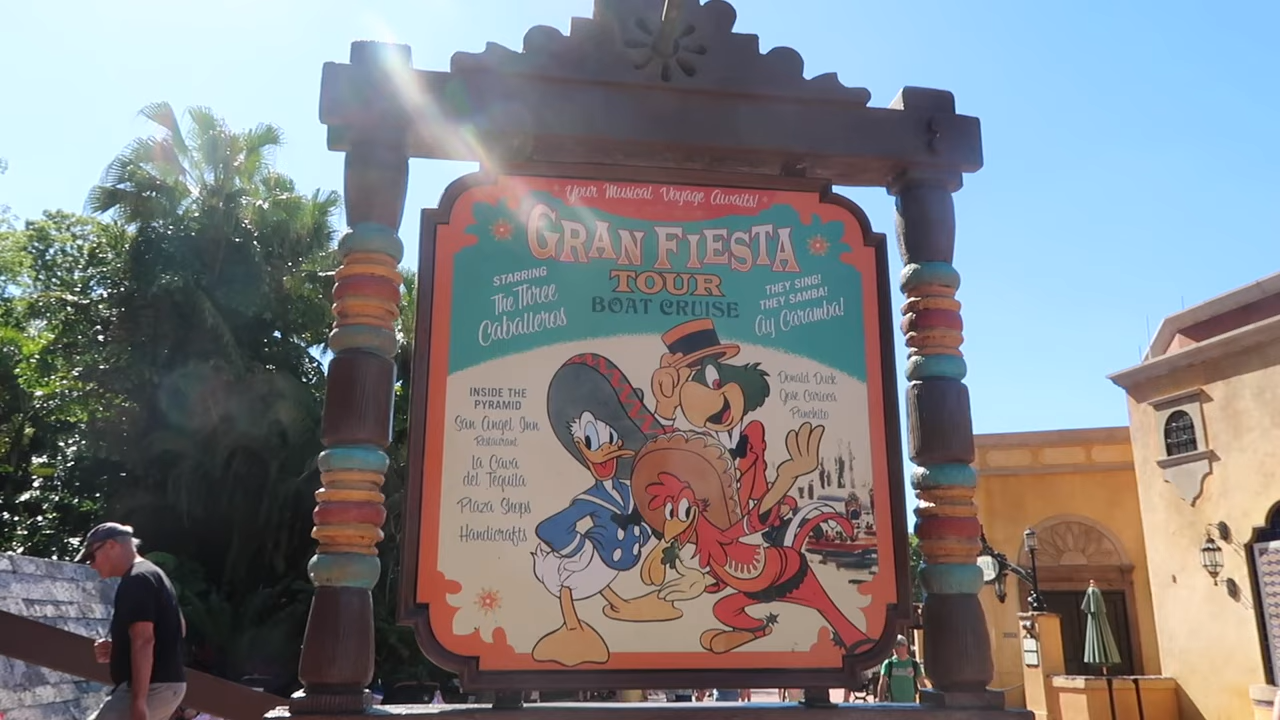 Your Musical Voyage Awaits!
GRAN FIESTA
TOUR
BOAT CRUISE
STARRING
The Three
Caballeros
THEY SING!
THEY SAMBA!
Ay Caramba!
INSIDE THE
PYRAMID
San Angel Inn
Restaurant
La Cava
del Tequila
Plaza Shops
Handicrafts
Donald Duck
Jose Carioca
Panchito